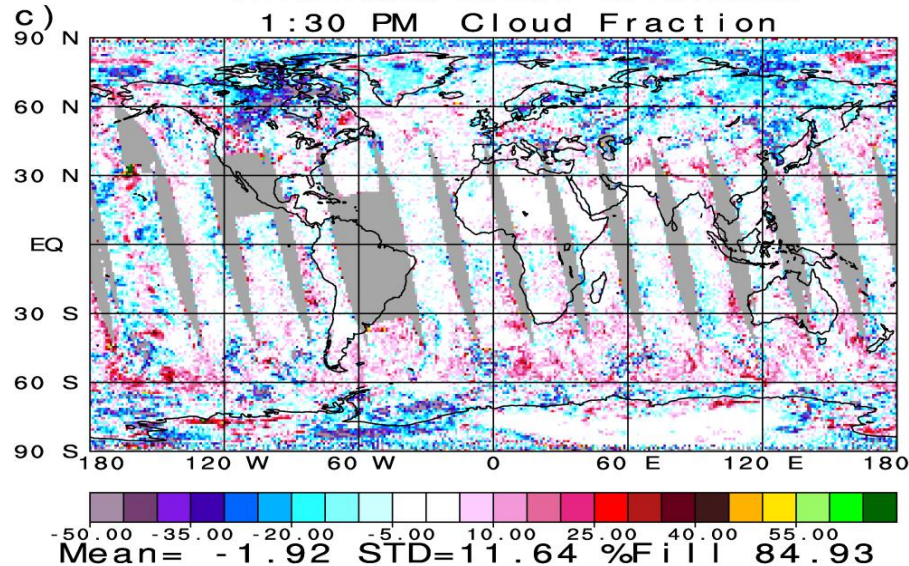 c)
1:30 PM Cloud Fraction
90 N
60 N
30 N
EQ
30 S
60 S
90 S
180 120 W 60 W 0 60 E 120 E 180
-50.00 -35.00 -20.00 -5.00 10.00 25.00 40.00 55.00
Mean= -1.92 STD=11.64 %Fill 84.93